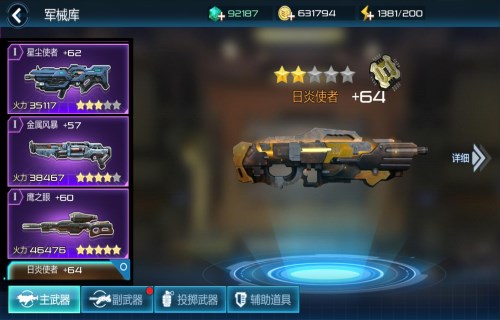 军械库
92187
631794
1381/200
I 星尘使者 +62
火力 35117
I 金属风暴 +57
火力 38467
I 鹰之眼 +60
火力 46475
日炎使者 +64
日炎使者 +64
详细
主武器
副武器
投掷武器
辅助道具